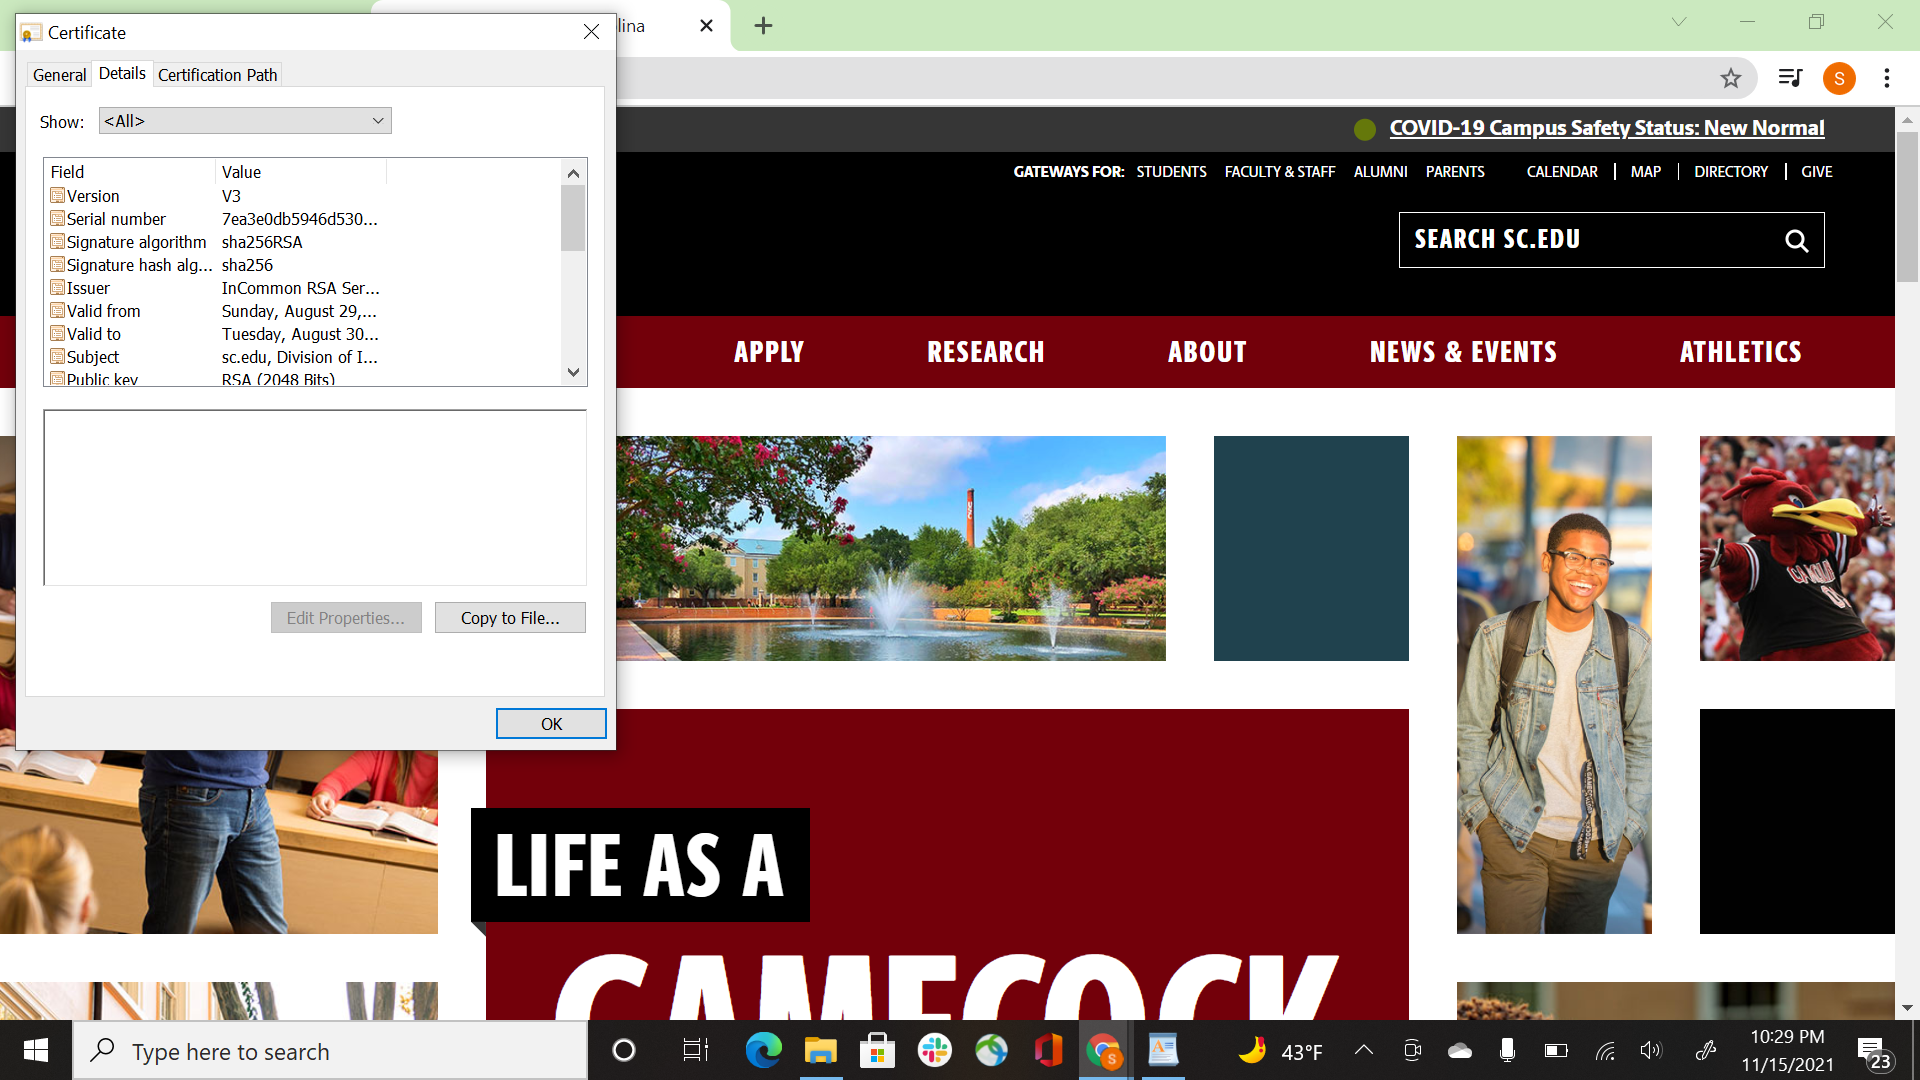 Certificate
lina
General Details Certification Path
S
Show: <All>
COVID-19 Campus Safety Status: New Normal
Field Value
Version V3
Serial number 7ea3e0db5946d530...
Signature algorithm sha256RSA
Signature hash alg... sha256
Issuer InCommon RSA Ser...
Valid from Sunday, August 29,...
Valid to Tuesday, August 30...
Subject sc.edu, Division of I...
Public key RSA (2048 Bits)
GATEWAYS FOR: STUDENTS FACULTY & STAFF ALUMNI PARENTS CALENDAR MAP DIRECTORY GIVE
SEARCH SC.EDU
APPLY RESEARCH ABOUT NEWS & EVENTS ATHLETICS
Edit Properties... Copy to File...
OK
LIFE AS A
GAMECOCK
Type here to search
S
43°F
10:29 PM
11/15/2021
23